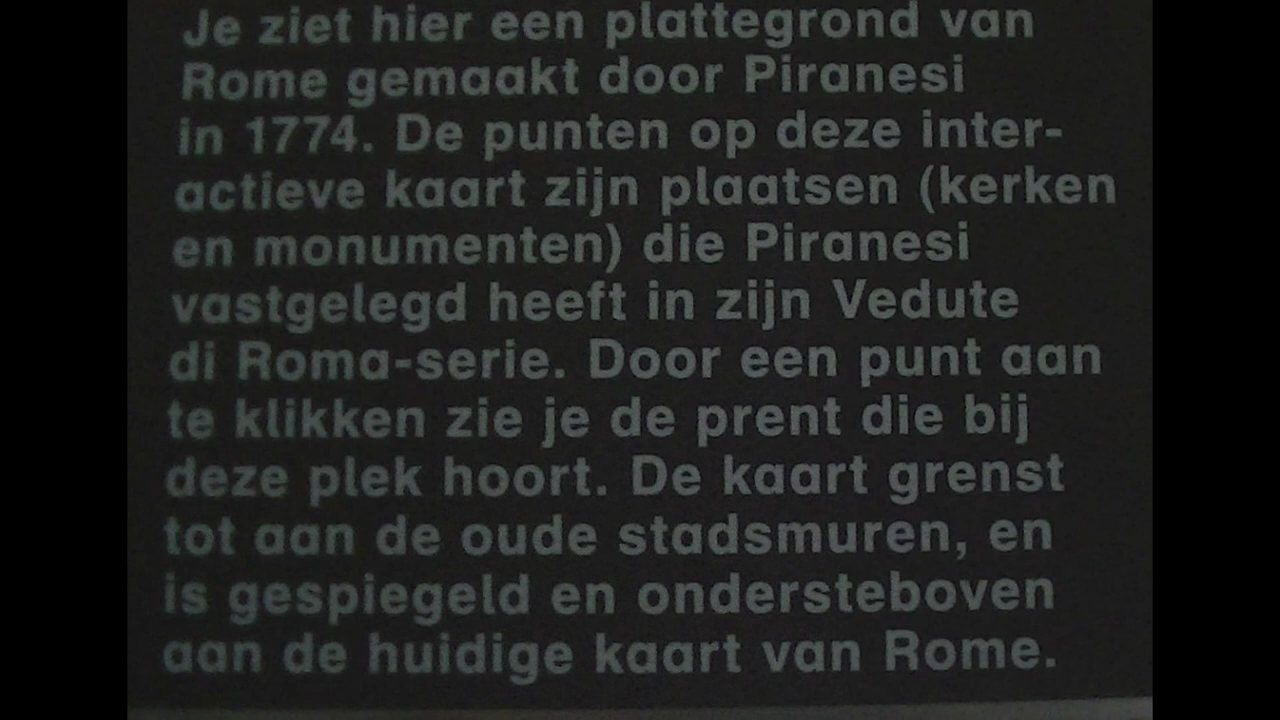 Je ziet hier een plattegrond van
Rome gemaakt door Piranesi
in 1774. De punten op deze inter-
actieve kaart zijn plaatsen (kerken
en monumenten) die Piranesi
vastgelegd heeft in zijn Vedute
di Roma-serie. Door een punt aan
te klikken zie je de prent die bij
deze plek hoort. De kaart grenst
tot aan de oude stadsmuren, en
is gespiegeld en ondersteboven
aan de huidige kaart van Rome.